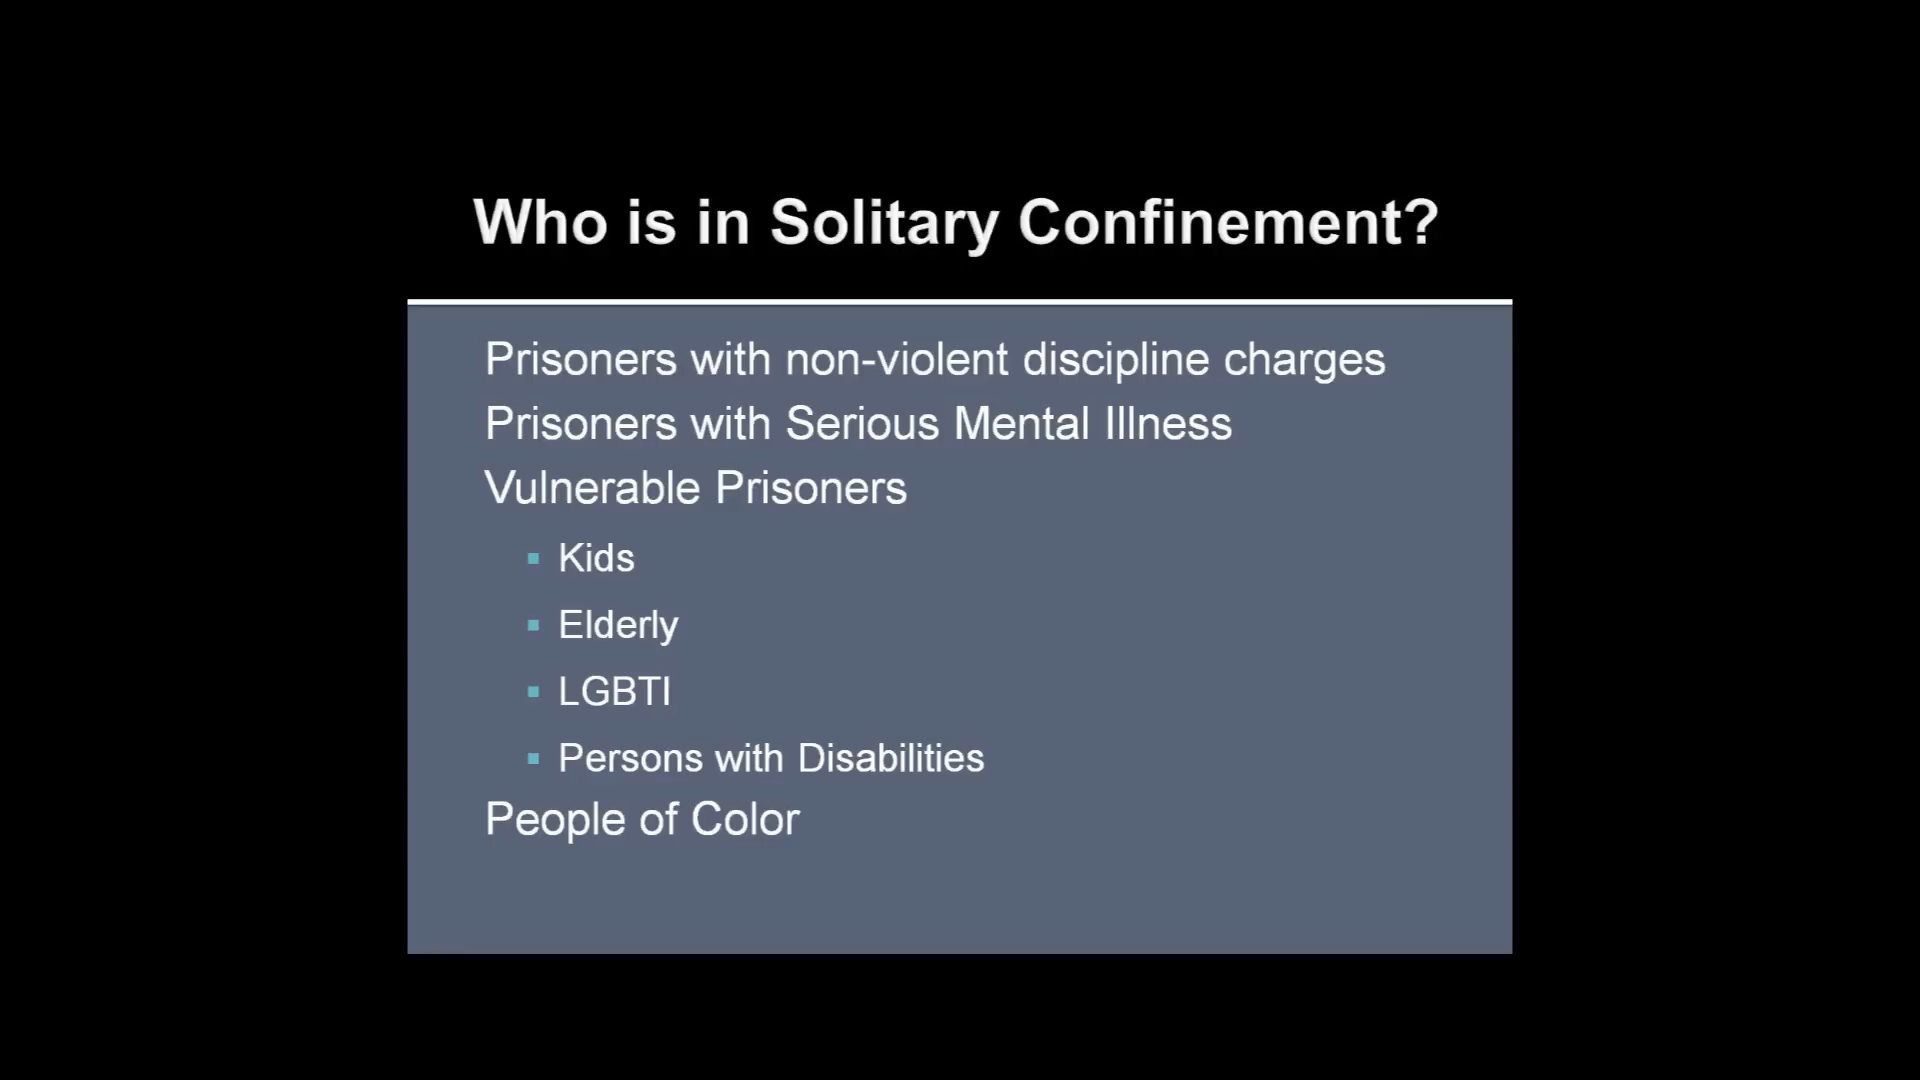 Who is in Solitary Confinement?
Prisoners with non-violent discipline charges
Prisoners with Serious Mental Illness
Vulnerable Prisoners
Kids
Elderly
LGBTI
Persons with Disabilities
People of Color